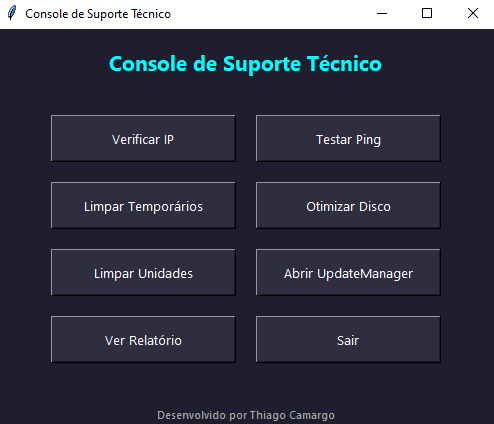 Console de Suporte Técnico
Console de Suporte Técnico
Verificar IP
Testar Ping
Limpar Temporários
Otimizar Disco
Limpar Unidades
Abrir UpdateManager
Ver Relatório
Sair
Desenvolvido por Thiago Camargo